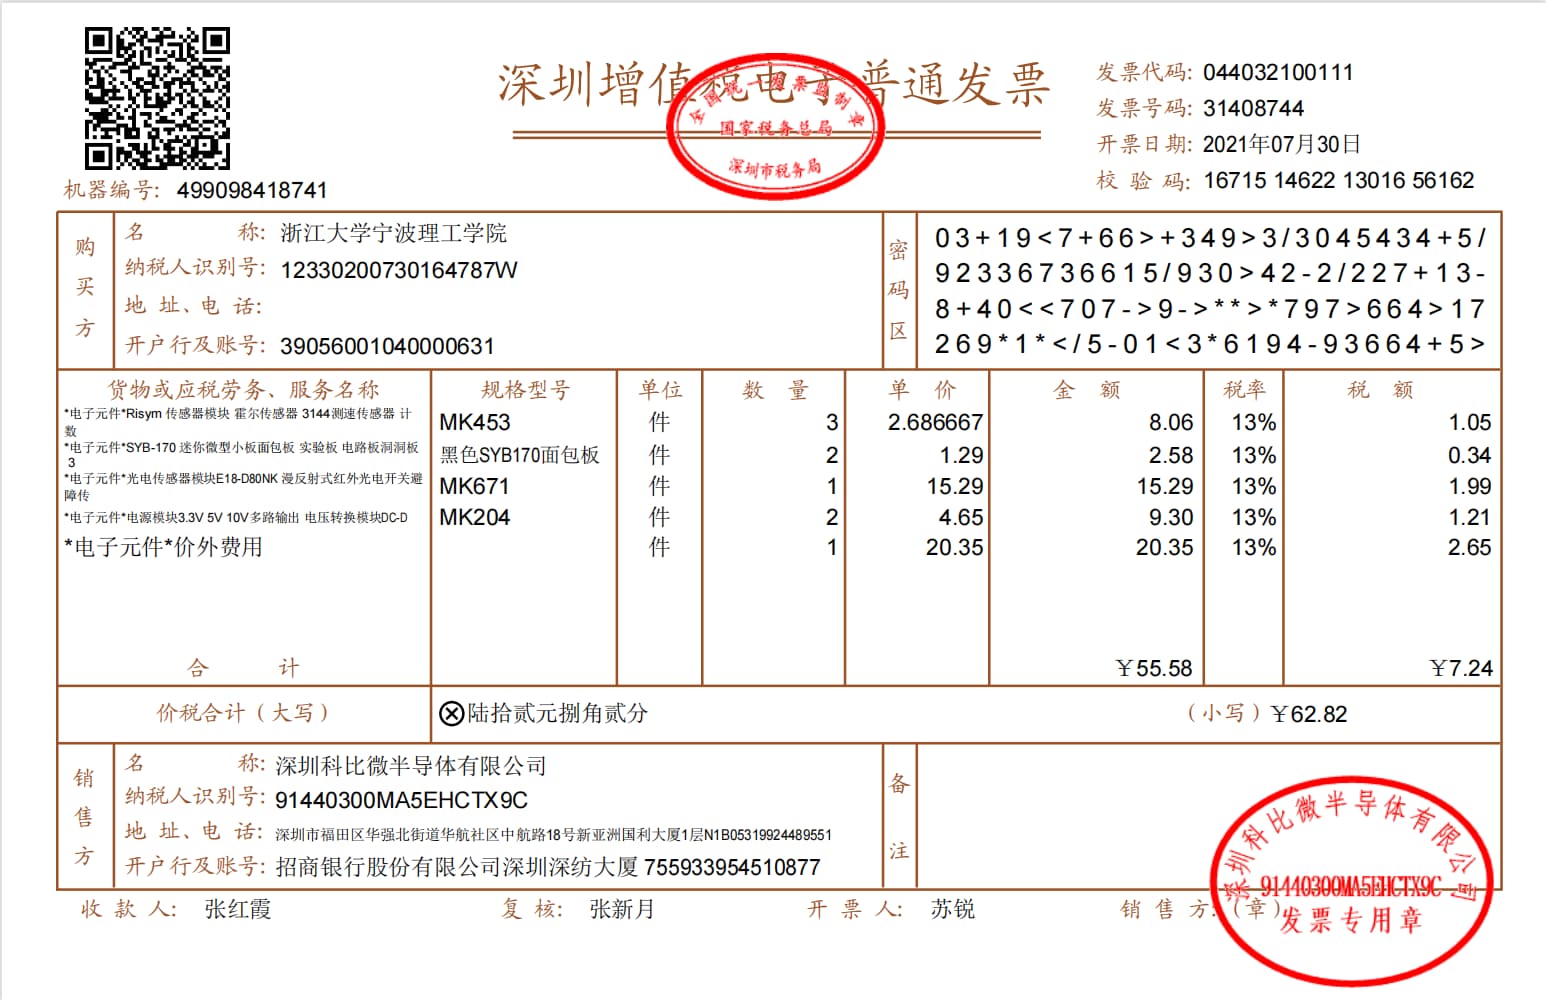 深圳增值税电子普通发票
全国统一发票监制章
国家税务总局
深圳市税务局
发票代码: 044032100111
发票号码: 31408744
开票日期: 2021年07月30日
校 验 码: 16715 14622 13016 56162
机器编号: 499098418741
购买方
名 称: 浙江大学宁波理工学院
纳税人识别号: 12330200730164787W
地 址、电 话:
开户行及账号: 39056001040000631
密码区
03+19<7+66>+349>3/3045434+5/
92336736615/930>42-2/227+13-
8+40<<707->9->**>*797>664>17
269*1*</5-01<3*6194-93664+5>
货物或应税劳务、服务名称 规格型号 单位 数 量 单 价 金 额 税率 税 额
*电子元件*Risym 传感器模块 霍尔传感器 3144测速传感器 计
数
MK453 件 3 2.686667 8.06 13% 1.05
*电子元件*SYB-170 迷你微型小板面包板 实验板 电路板洞洞板
3
黑色SYB170面包板 件 2 1.29 2.58 13% 0.34
*电子元件*光电传感器模块E18-D80NK 漫反射式红外光电开关避
障传
MK671 件 1 15.29 15.29 13% 1.99
*电子元件*电源模块3.3V 5V 10V多路输出 电压转换模块DC-D MK204 件 2 4.65 9.30 13% 1.21
*电子元件*价外费用 件 1 20.35 20.35 13% 2.65
合 计 ￥55.58 ￥7.24
价税合计（大写） ⊗陆拾贰元捌角贰分 （小写）￥62.82
销售方
名 称: 深圳科比微半导体有限公司
纳税人识别号: 91440300MA5EHCTX9C
地 址、电 话: 深圳市福田区华强北街道华航社区中航路18号新亚洲国利大厦1层N1B05319924489551
开户行及账号: 招商银行股份有限公司深圳深纺大厦 755933954510877
备注
收 款 人: 张红霞 复 核: 张新月 开 票 人: 苏锐 销 售 方:（章）
深圳科比微半导体有限公司
91440300MA5EHCTX9C
发票专用章